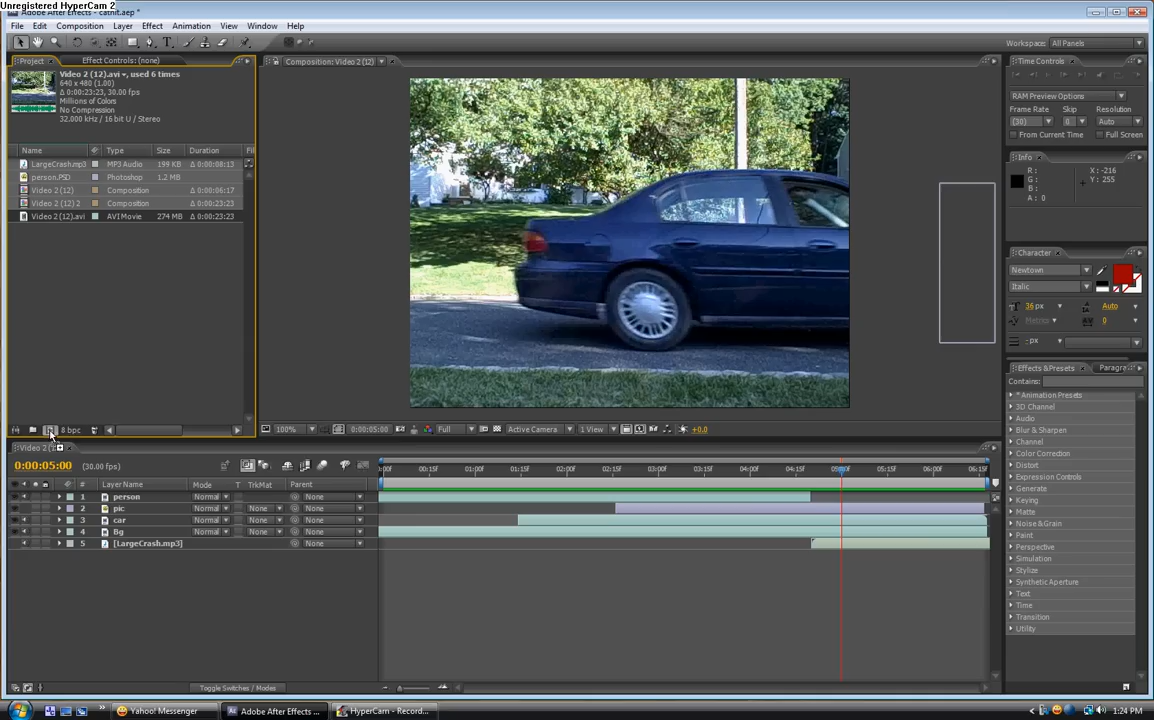 Unregistered HyperCam 2
Adobe After Effects - cathit.aep *
File Edit Composition Layer Effect Animation View Window Help
Workspace: All Panels
Project Effect Controls: (none)
Composition: Video 2 (12)
Time Controls
Video 2 (12).avi, used 6 times
640 x 480 (1.00)
Δ 0:00:23:23, 30.00 fps
Millions of Colors
No Compression
32.000 kHz / 16 bit U / Stereo
RAM Preview Options
Frame Rate Skip Resolution
(30) 0 Auto
From Current Time Full Screen
Name Type Size Duration Fil
LargeCrash.mp3 MP3 Audio 199 KB Δ 0:00:08:13
person.PSD Photoshop 1.2 MB
Video 2 (12) Composition Δ 0:00:06:17
Video 2 (12) 2 Composition Δ 0:00:23:23
Video 2 (12).avi AVI Movie 274 MB Δ 0:00:23:23
Info
R : X : -216
G : Y : 255
B :
A : 0
Character
Newtown
Italic
36 px Auto
Metrics 0
- px
Effects & Presets Paragra
Contains:
* Animation Presets
3D Channel
Audio
Blur & Sharpen
Channel
Color Correction
Distort
Expression Controls
Generate
Keying
Matte
Noise & Grain
Paint
Perspective
Simulation
Stylize
Synthetic Aperture
Text
Time
Transition
Utility
8 bpc
100% 0:00:05:00 Full Active Camera 1 View +0.0
Video 2
0:00:05:00 (30.00 fps)
:00f 00:15f 01:00f 01:15f 02:00f 02:15f 03:00f 03:15f 04:00f 04:15f 05:00f 05:15f 06:00f 06:15f
# Layer Name Mode T TrkMat Parent
1 person Normal None
2 pic Normal None None
3 car Normal None None
4 Bg Normal None None
5 [LargeCrash.mp3] None
Toggle Switches / Modes
Yahoo! Messenger Adobe After Effects ... HyperCam - Record... 1:24 PM